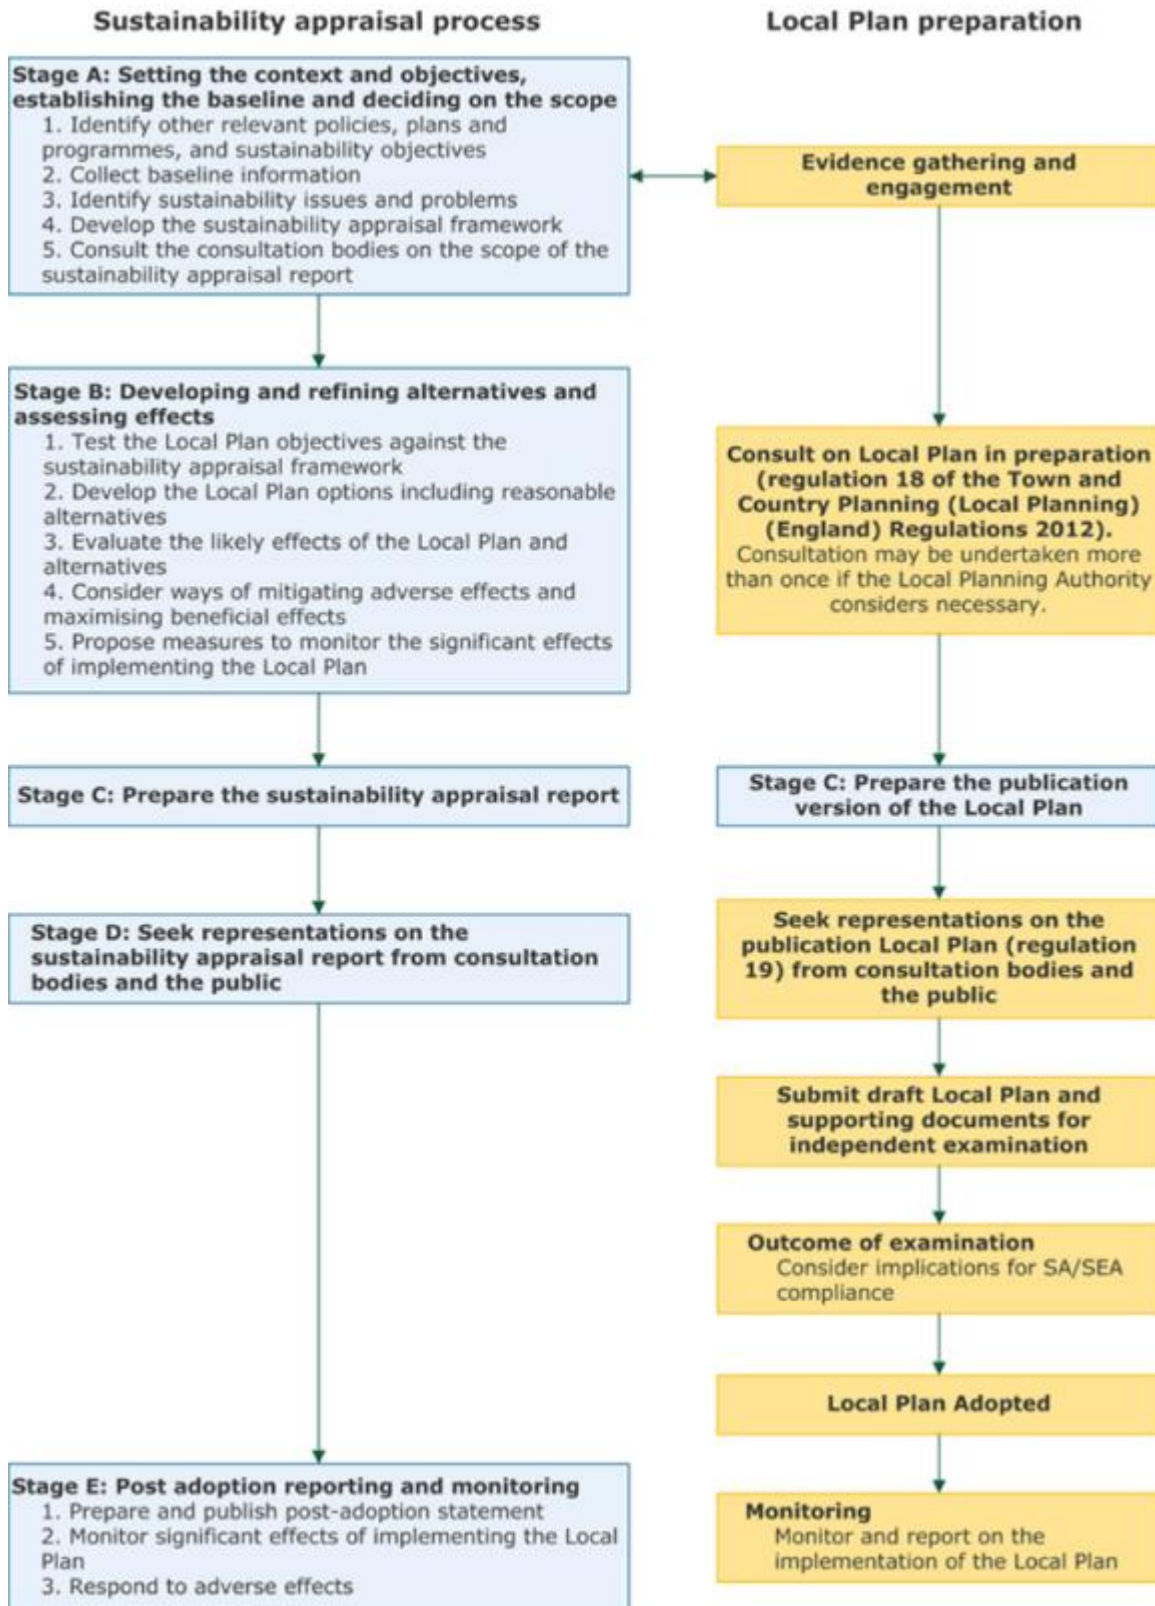 Sustainability appraisal process
Local Plan preparation
Stage A: Setting the context and objectives,
establishing the baseline and deciding on the scope
1. Identify other relevant policies, plans and
programmes, and sustainability objectives
2. Collect baseline information
3. Identify sustainability issues and problems
4. Develop the sustainability appraisal framework
5. Consult the consultation bodies on the scope of the
sustainability appraisal report
Evidence gathering and
engagement
Stage B: Developing and refining alternatives and
assessing effects
1. Test the Local Plan objectives against the
sustainability appraisal framework
2. Develop the Local Plan options including reasonable
alternatives
3. Evaluate the likely effects of the Local Plan and
alternatives
4. Consider ways of mitigating adverse effects and
maximising beneficial effects
5. Propose measures to monitor the significant effects
of implementing the Local Plan
Consult on Local Plan in preparation
(regulation 18 of the Town and
Country Planning (Local Planning)
(England) Regulations 2012).
Consultation may be undertaken more
than once if the Local Planning Authority
considers necessary.
Stage C: Prepare the sustainability appraisal report
Stage C: Prepare the publication
version of the Local Plan
Stage D: Seek representations on the
sustainability appraisal report from consultation
bodies and the public
Seek representations on the
publication Local Plan (regulation
19) from consultation bodies and
the public
Submit draft Local Plan and
supporting documents for
independent examination
Outcome of examination
Consider implications for SA/SEA
compliance
Local Plan Adopted
Stage E: Post adoption reporting and monitoring
1. Prepare and publish post-adoption statement
2. Monitor significant effects of implementing the Local
Plan
3. Respond to adverse effects
Monitoring
Monitor and report on the
implementation of the Local Plan